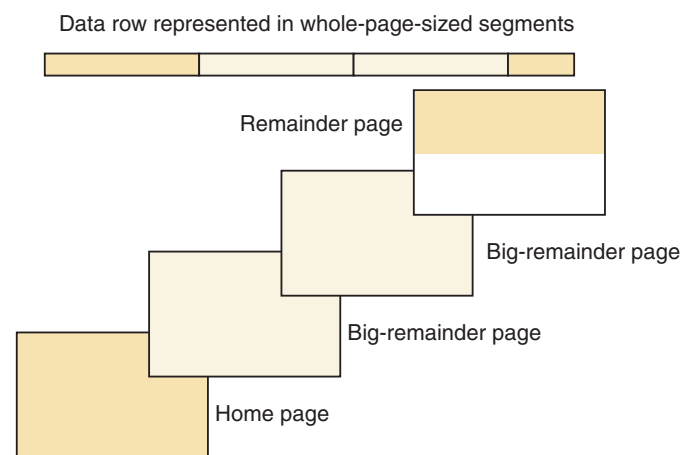 Data row represented in whole-page-sized segments
Remainder page
Big-remainder page
Big-remainder page
Home page